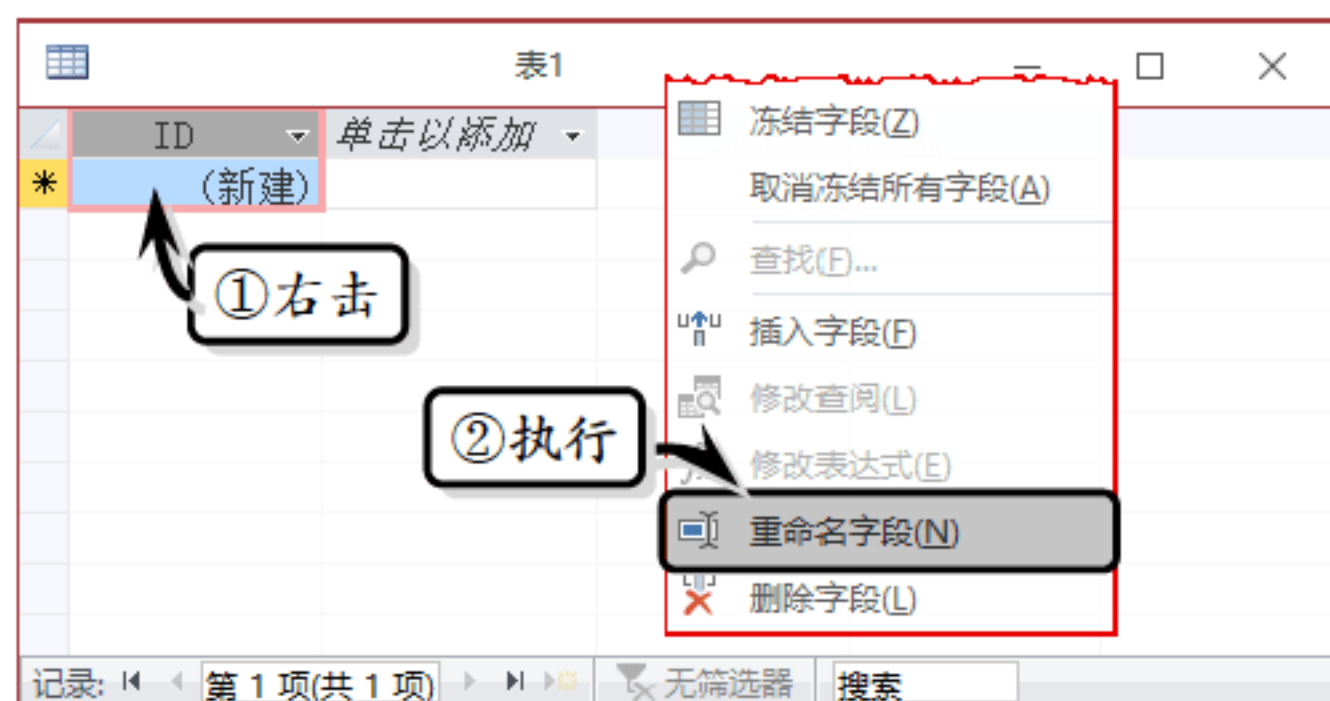 表1
ID 单击以添加
* (新建)
①右击
②执行
冻结字段(Z)
取消冻结所有字段(A)
查找(F)...
插入字段(F)
修改查阅(L)
修改表达式(E)
重命名字段(N)
删除字段(L)
记录: 第 1 项(共 1 项) 无筛选器 搜索